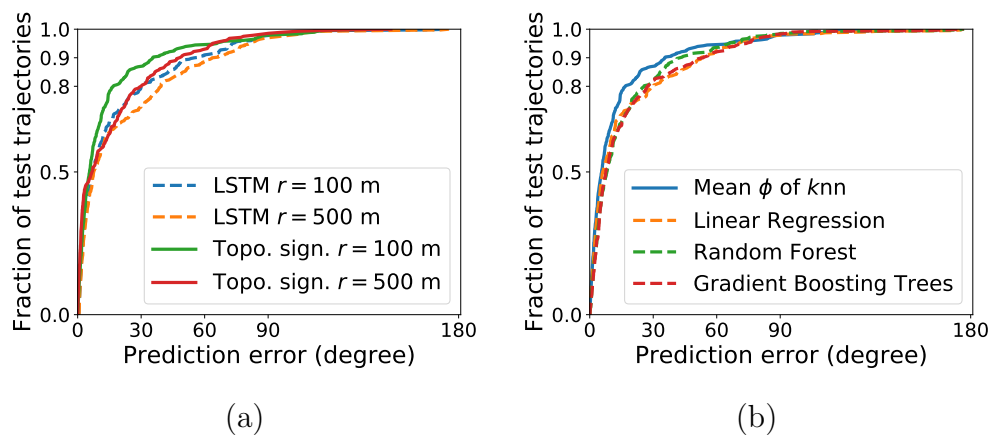 Fraction of test trajectories
1.0
0.9
0.8
0.5
0.0
LSTM r = 100 m
LSTM r = 500 m
Topo. sign. r = 100 m
Topo. sign. r = 500 m
0 30 60 90 180
Prediction error (degree)
(a)
Fraction of test trajectories
1.0
0.9
0.8
0.5
0.0
Mean ϕ of knn
Linear Regression
Random Forest
Gradient Boosting Trees
0 30 60 90 180
Prediction error (degree)
(b)